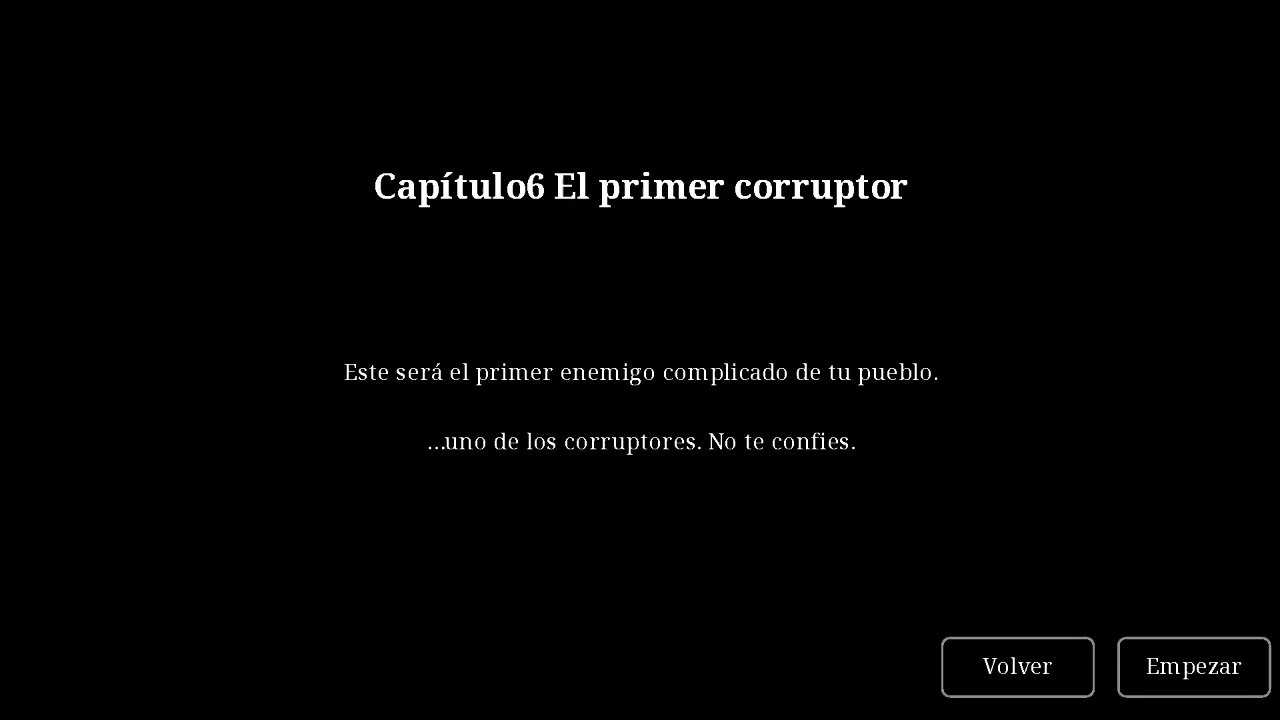 Capítulo6 El primer corruptor
Este será el primer enemigo complicado de tu pueblo.
...uno de los corruptores. No te confies.
Volver
Empezar